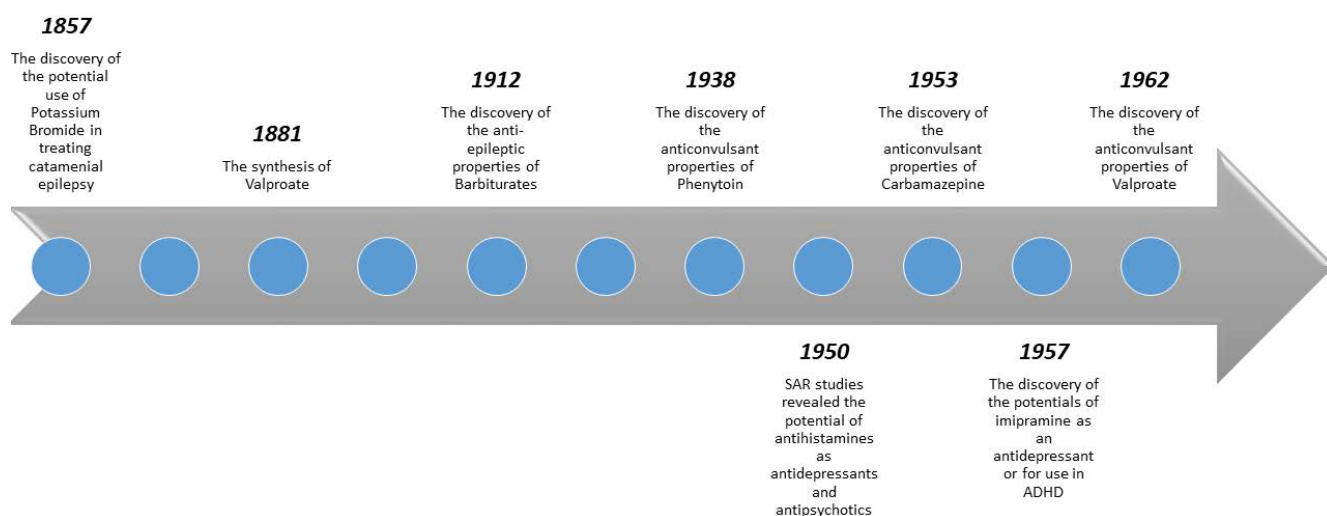 1857
The discovery of
the potential
use of
Potassium
Bromide in
treating
catamenial
epilepsy
1881
The synthesis of
Valproate
1912
The discovery of
the anti-
epileptic
properties of
Barbiturates
1938
The discovery of
the
anticonvulsant
properties of
Phenytoin
1953
The discovery of
the
anticonvulsant
properties of
Carbamazepine
1962
The discovery of
the
anticonvulsant
properties of
Valproate
1950
SAR studies
revealed the
potential of
antihistamines
as
antidepressants
and
antipsychotics
1957
The discovery of
the potentials of
imipramine as
an
antidepressant
or for use in
ADHD